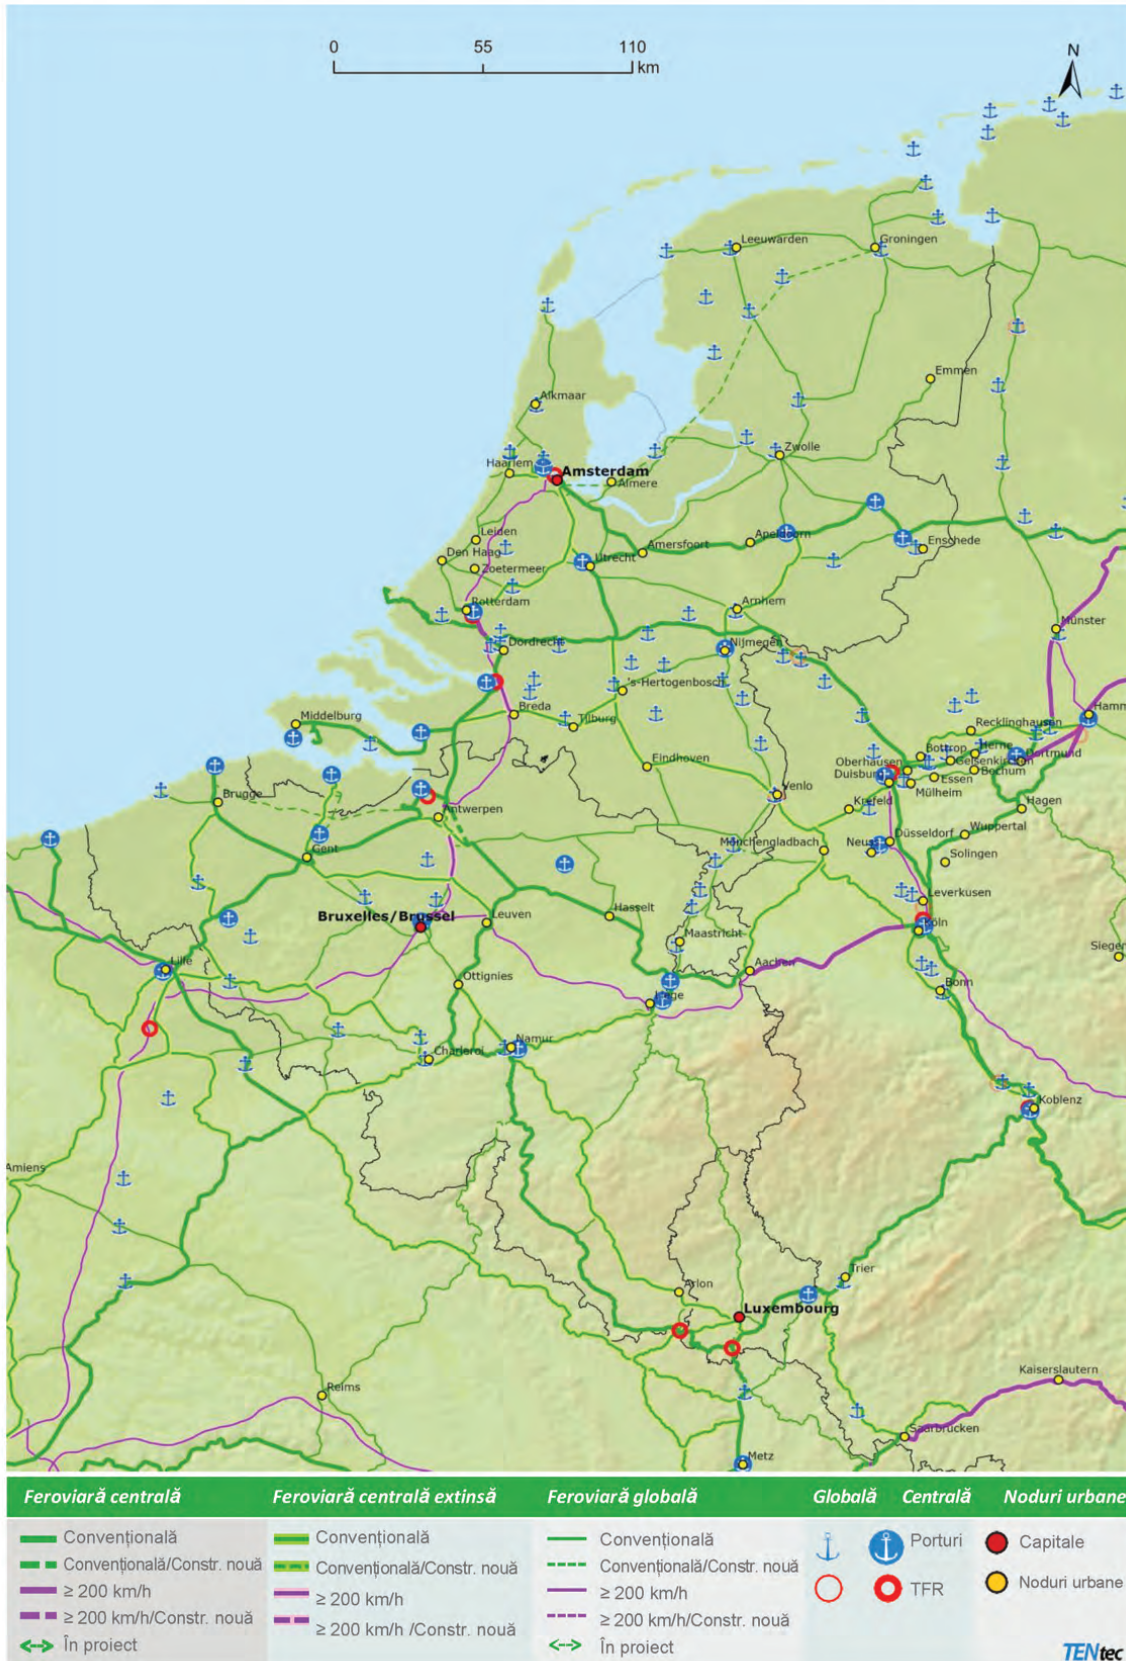 0 55 110
km
N
Leeuwarden
Groningen
Emmen
Alkmaar
Zwolle
Haarlem
Amsterdam
Almere
Leiden
Den Haag
Zoetermeer
Utrecht
Amersfoort
Apeldoorn
Enschede
Rotterdam
Arnhem
Dordrecht
Nijmegen
Münster
's-Hertogenbosch
Breda
Tilburg
Middelburg
Hamm
Recklinghausen
Eindhoven
Bottrop
Herne
Oberhausen
Gelsenkirchen
Dortmund
Duisburg
Bochum
Essen
Mülheim
Brugge
Venlo
Krefeld
Hagen
Antwerpen
Gent
Mönchengladbach
Neuss
Düsseldorf
Wuppertal
Solingen
Leverkusen
Bruxelles/Brussel
Leuven
Hasselt
Köln
Maastricht
Siegen
Lille
Ottignies
Aachen
Bonn
Liège
Charleroi
Namur
Koblenz
Amiens
Arlon
Trier
Luxembourg
Reims
Kaiserslautern
Saarbrücken
Metz
Feroviară centrală
Convențională
Convențională/Constr. nouă
≥ 200 km/h
≥ 200 km/h/Constr. nouă
În proiect
Feroviară centrală extinsă
Convențională
Convențională/Constr. nouă
≥ 200 km/h
≥ 200 km/h /Constr. nouă
Feroviară globală
Convențională
Convențională/Constr. nouă
≥ 200 km/h
≥ 200 km/h/Constr. nouă
În proiect
Globală Centrală
Porturi
TFR
Noduri urbane
Capitale
Noduri urbane
TENtec